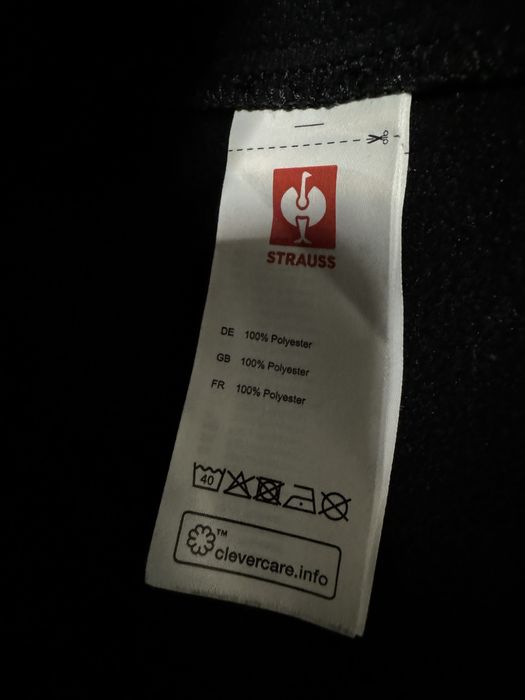 STRAUSS
DE 100% Polyester
GB 100% Polyester
FR 100% Polyester
40
™
clevercare.info